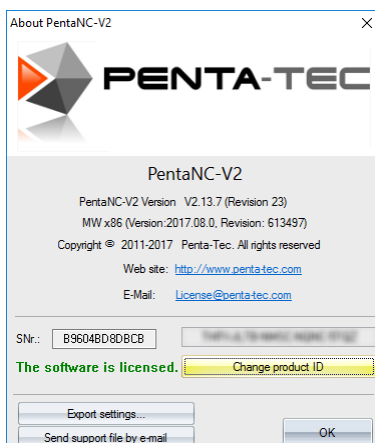 About PentaNC-V2
PENTA-TEC
PentaNC-V2
PentaNC-V2 Version V2.13.7 (Revision 23)
MW x86 (Version:2017.08.0, Revision: 613497)
Copyright © 2011-2017 Penta-Tec. All rights reserved
Web site: http://www.penta-tec.com
E-Mail: License@penta-tec.com
SNr.: B9604BD8DBCB
The software is licensed. Change product ID
Export settings...
OK
Send support file by e-mail